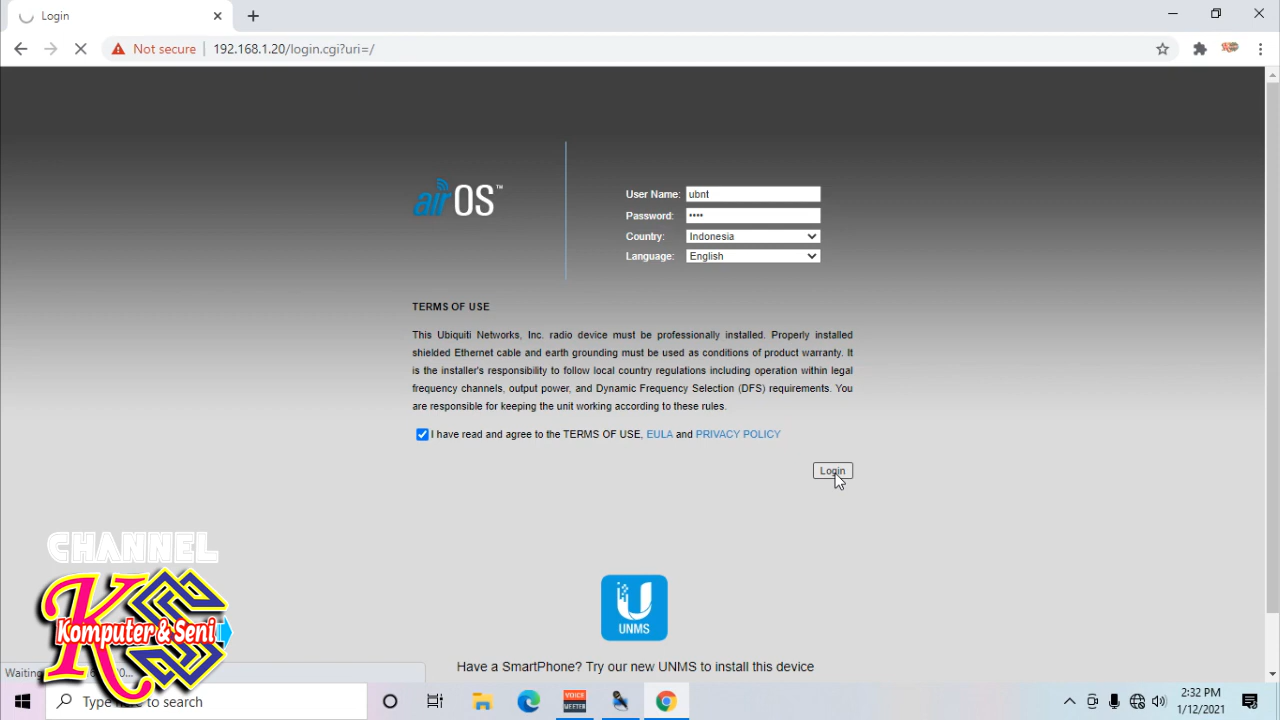 Login
Not secure
192.168.1.20/login.cgi?uri=/
airOS™
User Name: ubnt
Password: ••••
Country: Indonesia
Language: English
TERMS OF USE
This Ubiquiti Networks, Inc. radio device must be professionally installed. Properly installed
shielded Ethernet cable and earth grounding must be used as conditions of product warranty. It
is the installer's responsibility to follow local country regulations including operation within legal
frequency channels, output power, and Dynamic Frequency Selection (DFS) requirements. You
are responsible for keeping the unit working according to these rules.
I have read and agree to the TERMS OF USE, EULA and PRIVACY POLICY
Login
CHANNEL
KS
Komputer & Seni
U
UNMS
Have a SmartPhone? Try our new UNMS to install this device
Waiting
Type here to search
VOICE
MEETER
2:32 PM
1/12/2021